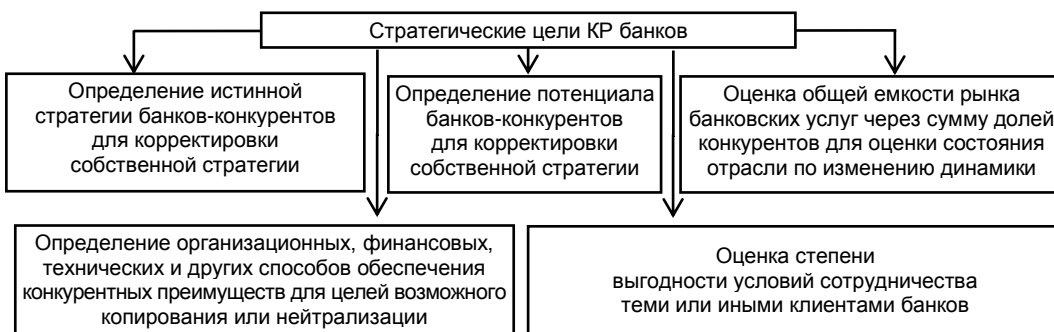 Стратегические цели КР банков
Определение истинной
стратегии банков-конкурентов
для корректировки
собственной стратегии
Определение потенциала
банков-конкурентов
для корректировки
собственной стратегии
Оценка общей емкости рынка
банковских услуг через сумму долей
конкурентов для оценки состояния
отрасли по изменению динамики
Определение организационных, финансовых,
технических и других способов обеспечения
конкурентных преимуществ для целей возможного
копирования или нейтрализации
Оценка степени
выгодности условий сотрудничества
теми или иными клиентами банков